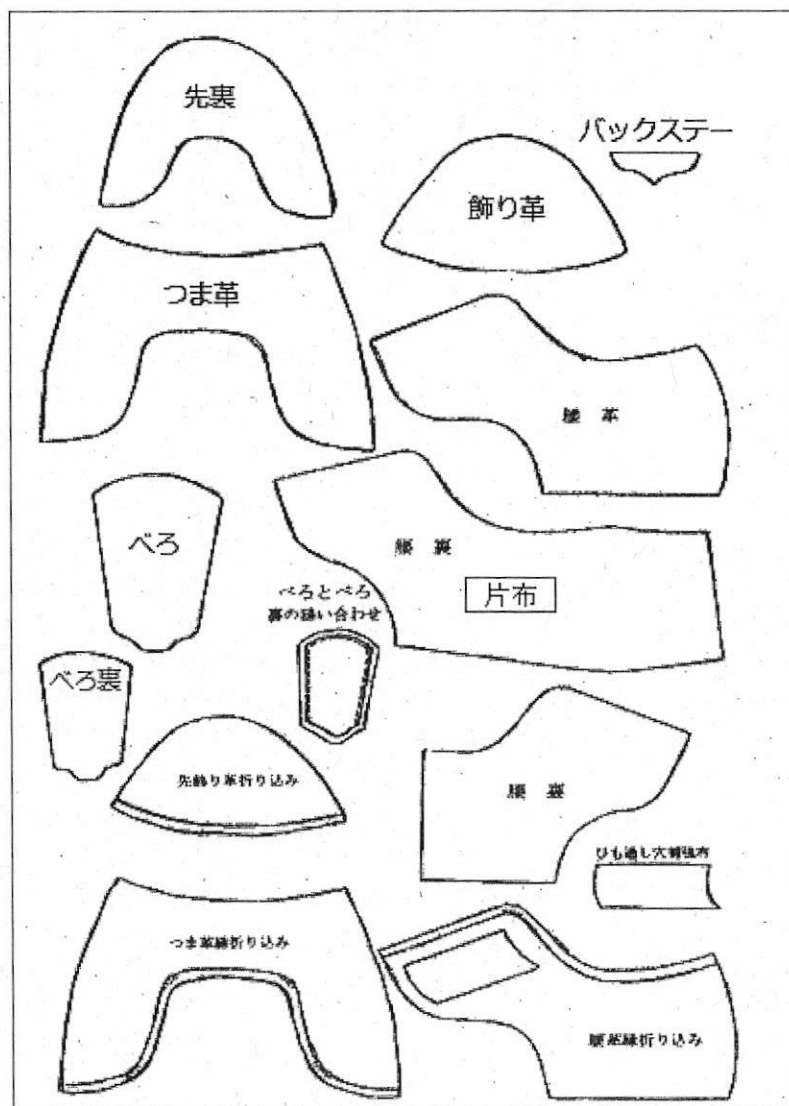 先裏
バックステー
飾り革
つま革
腰 革
べろ
腰 裏
片布
べろとべろ
裏の縫い合わせ
べろ裏
先飾り革折り込み
腰 裏
ひも通し穴補強布
つま革縁折り込み
腰革縁折り込み